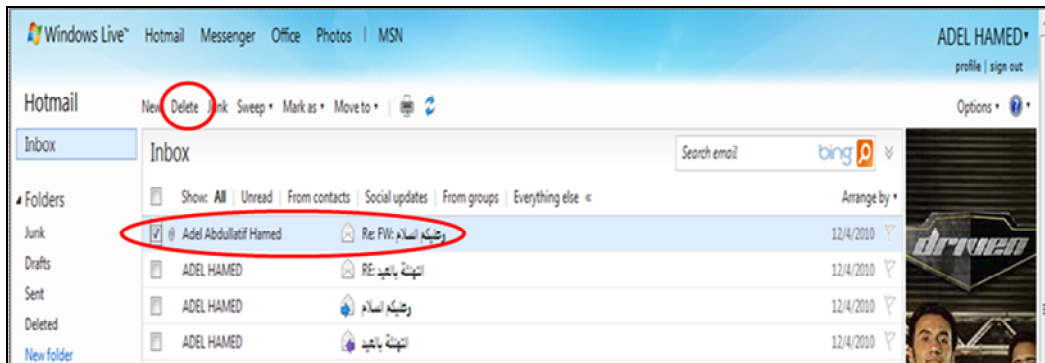 Windows Live™ Hotmail Messenger Office Photos | MSN
ADEL HAMED
profile | sign out
Hotmail
New Delete Junk Sweep Mark as Move to
Options
Inbox
Inbox
Search email
bing
Folders
Show: All | Unread | From contacts | Social updates | From groups | Everything else «
Arrange by
Junk
Adel Abdullatif Hamed Re: FW: وعليكم السلام 12/4/2010
Drafts
ADEL HAMED RE: التهنئة بالعيد 12/4/2010
Sent
ADEL HAMED وعليكم السلام 12/4/2010
Deleted
ADEL HAMED التهنئة بالعيد 12/4/2010
New folder
driven